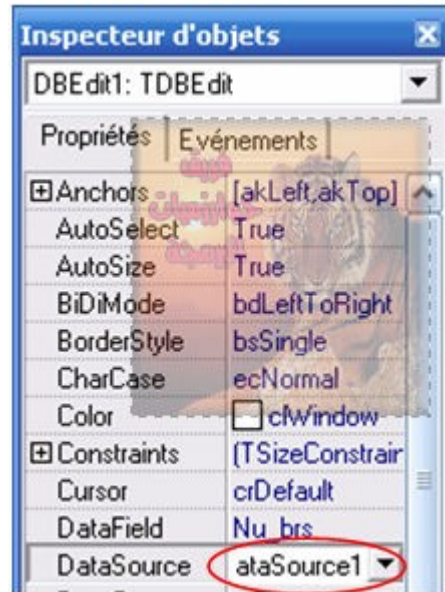 Inspecteur d'objets
DBEdit1: TDBEdit
Propriétés Evénements
Anchors [akLeft,akTop]
AutoSelect True
AutoSize True
BiDiMode bdLeftToRight
BorderStyle bsSingle
CharCase ecNormal
Color clWindow
Constraints (TSizeConstrain
Cursor crDefault
DataField Nu_brs
DataSource ataSource1